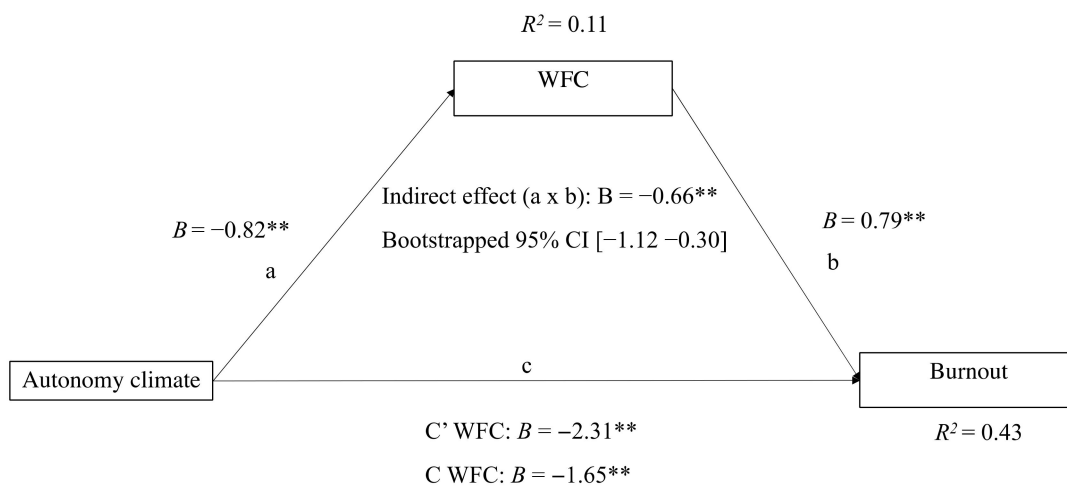 R² = 0.11
WFC
Indirect effect (a x b): B = −0.66**
B = −0.82**
B = 0.79**
Bootstrapped 95% CI [−1.12 −0.30]
a
b
c
Autonomy climate
Burnout
C’ WFC: B = −2.31**
R² = 0.43
C WFC: B = −1.65**